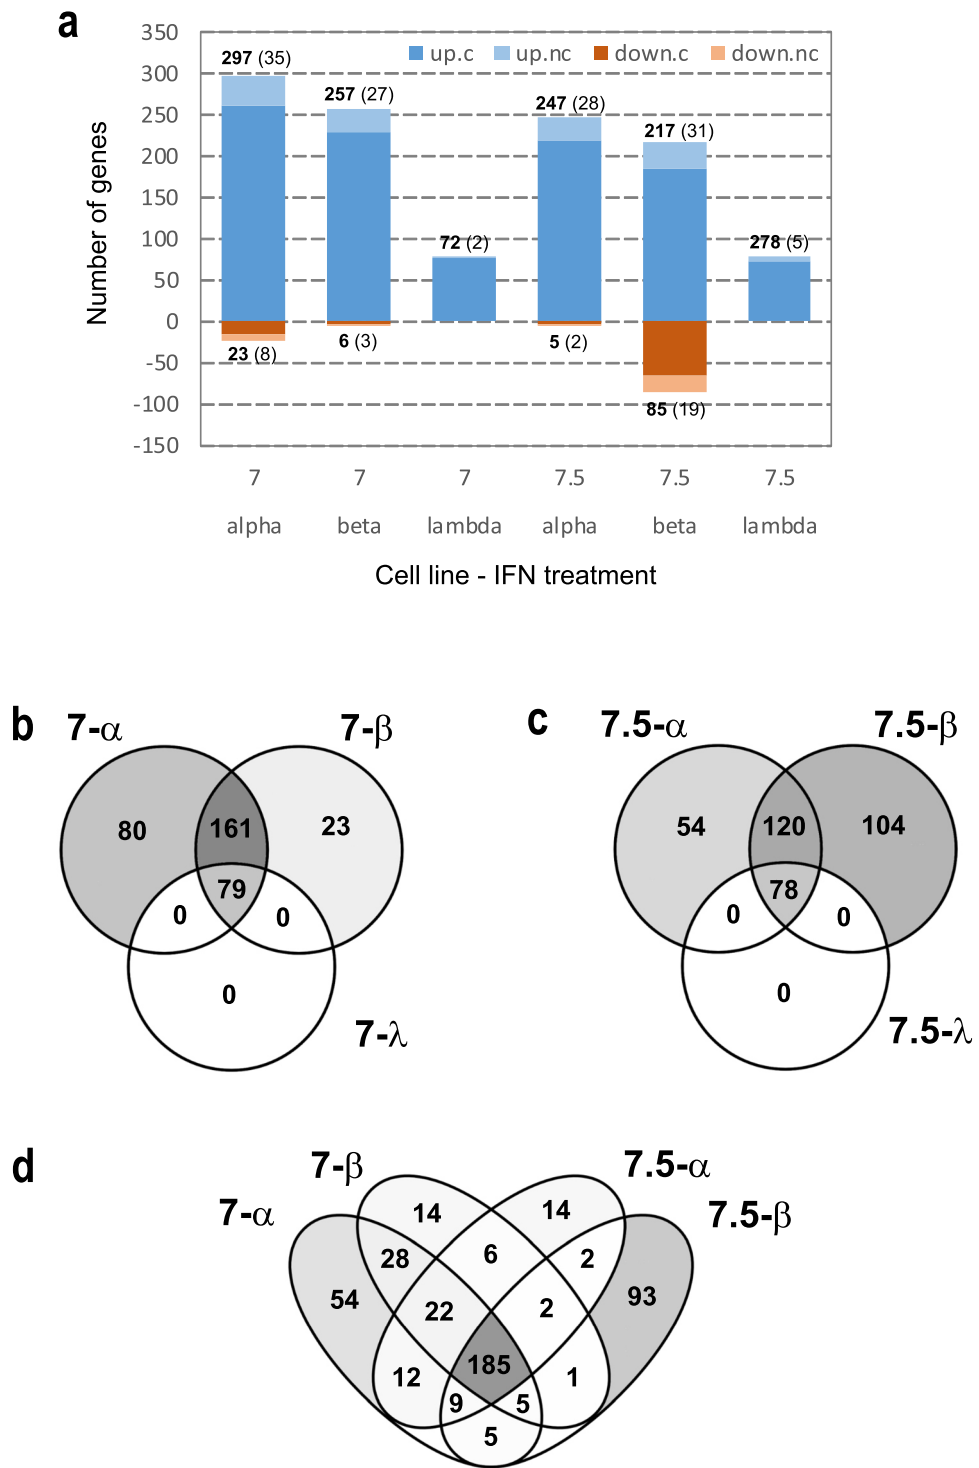 a
350
300
250
200
150
100
50
0
-50
-100
-150
Number of genes
up.c up.nc down.c down.nc
297 (35)
257 (27)
72 (2)
247 (28)
217 (31)
278 (5)
23 (8)
6 (3)
5 (2)
85 (19)
7 7 7 7.5 7.5 7.5
alpha beta lambda alpha beta lambda
Cell line - IFN treatment
b
7-α
7-β
80 161 23
79
0 0
0
7-λ
c
7.5-α
7.5-β
54 120 104
78
0 0
0
7.5-λ
d
7-β
7.5-α
7-α
7.5-β
14 14
28 6 2
54 22 2 93
185
12 1
9 5
5